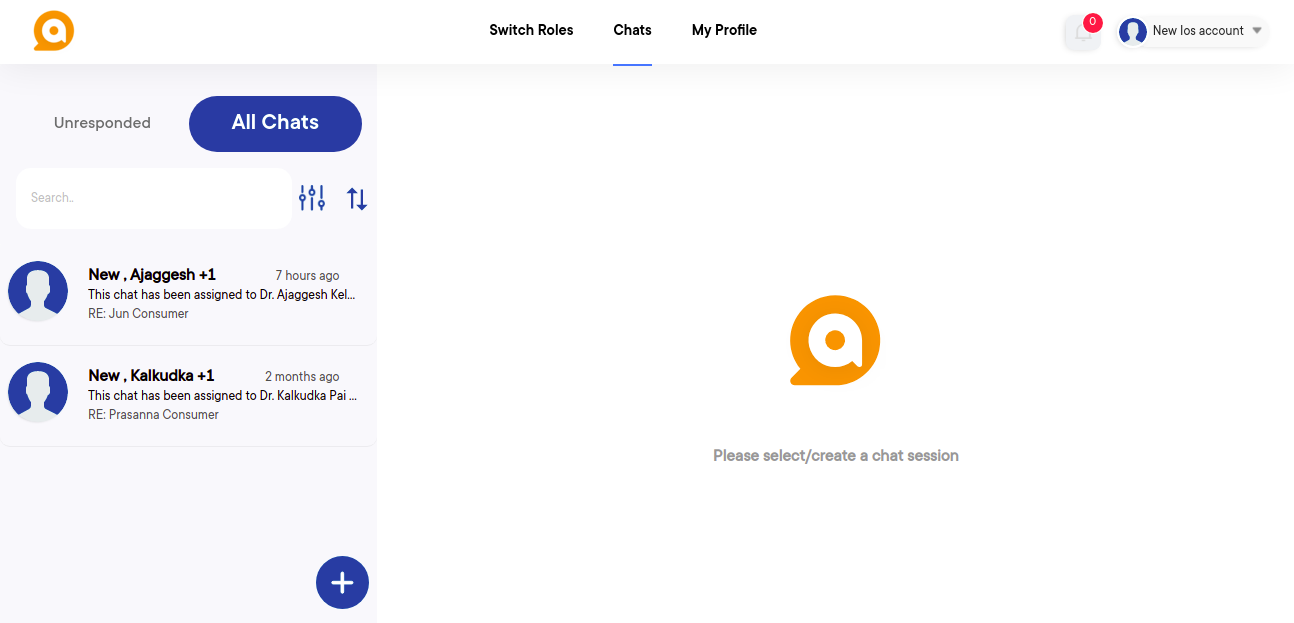 Switch Roles
Chats
My Profile
0
New Ios account
Unresponded
All Chats
Search..
New , Ajaggesh +1
7 hours ago
This chat has been assigned to Dr. Ajaggesh Kel...
RE: Jun Consumer
New , Kalkudka +1
2 months ago
This chat has been assigned to Dr. Kalkudka Pai ...
RE: Prasanna Consumer
Please select/create a chat session